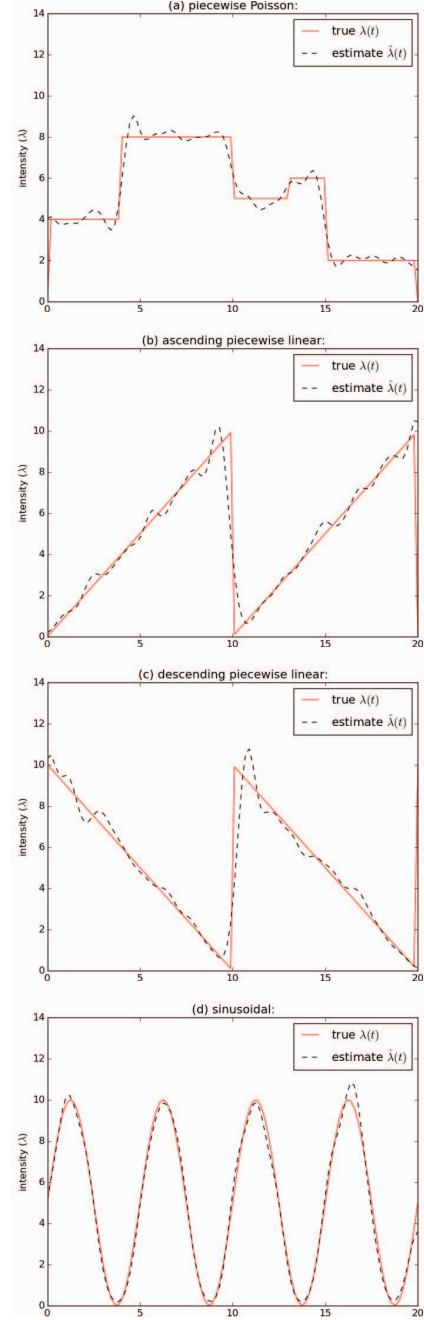 (a) piecewise Poisson:
14
12
10
8
6
4
2
0
intensity (λ)
true λ(t)
estimate λ̂(t)
0 5 10 15 20
(b) ascending piecewise linear:
14
12
10
8
6
4
2
0
intensity (λ)
true λ(t)
estimate λ̂(t)
0 5 10 15 20
(c) descending piecewise linear:
14
12
10
8
6
4
2
0
intensity (λ)
true λ(t)
estimate λ̂(t)
0 5 10 15 20
(d) sinusoidal:
14
12
10
8
6
4
2
0
intensity (λ)
true λ(t)
estimate λ̂(t)
0 5 10 15 20